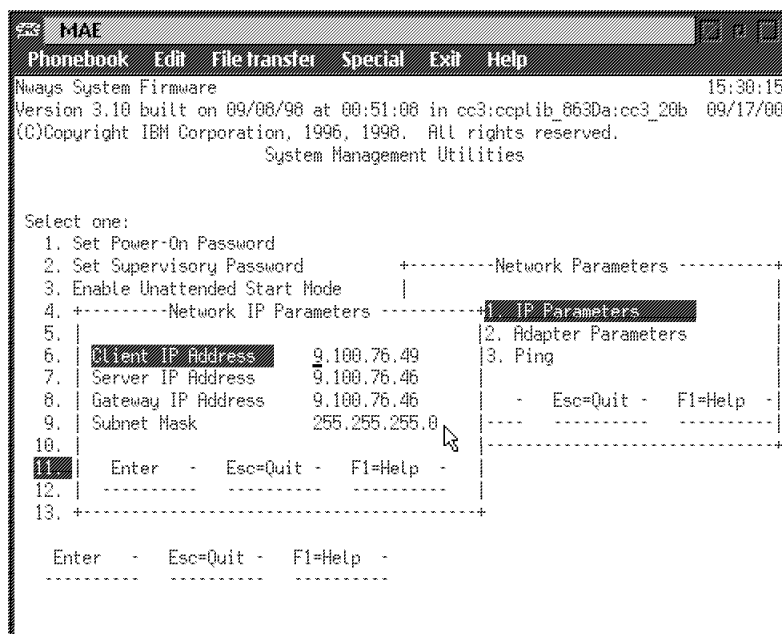 MAE
Phonebook Edit File transfer Special Exit Help
Nways System Firmware 15:30:15
Version 3.10 built on 09/08/98 at 00:51:08 in cc3:ccplib_863Da:cc3_20b 09/17/00
(C)Copyright IBM Corporation, 1996, 1998. All rights reserved.
System Management Utilities
Select one:
1. Set Power-On Password
2. Set Supervisory Password +---------Network Parameters ----------+
3. Enable Unattended Start Mode |
4. +---------Network IP Parameters ---------+1. IP Parameters
5. | |2. Adapter Parameters
6. | Client IP Address 9.100.76.49 |3. Ping
7. | Server IP Address 9.100.76.46
8. | Gateway IP Address 9.100.76.46 | - Esc=Quit - F1=Help -|
9. | Subnet Mask 255.255.255.0 |---- ---------- ----------|
10. |
11. | Enter - Esc=Quit - F1=Help - |
12. | ---------- ---------- ---------- |
13. +----------------------------------------+
Enter - Esc=Quit - F1=Help -
---------- ---------- ----------